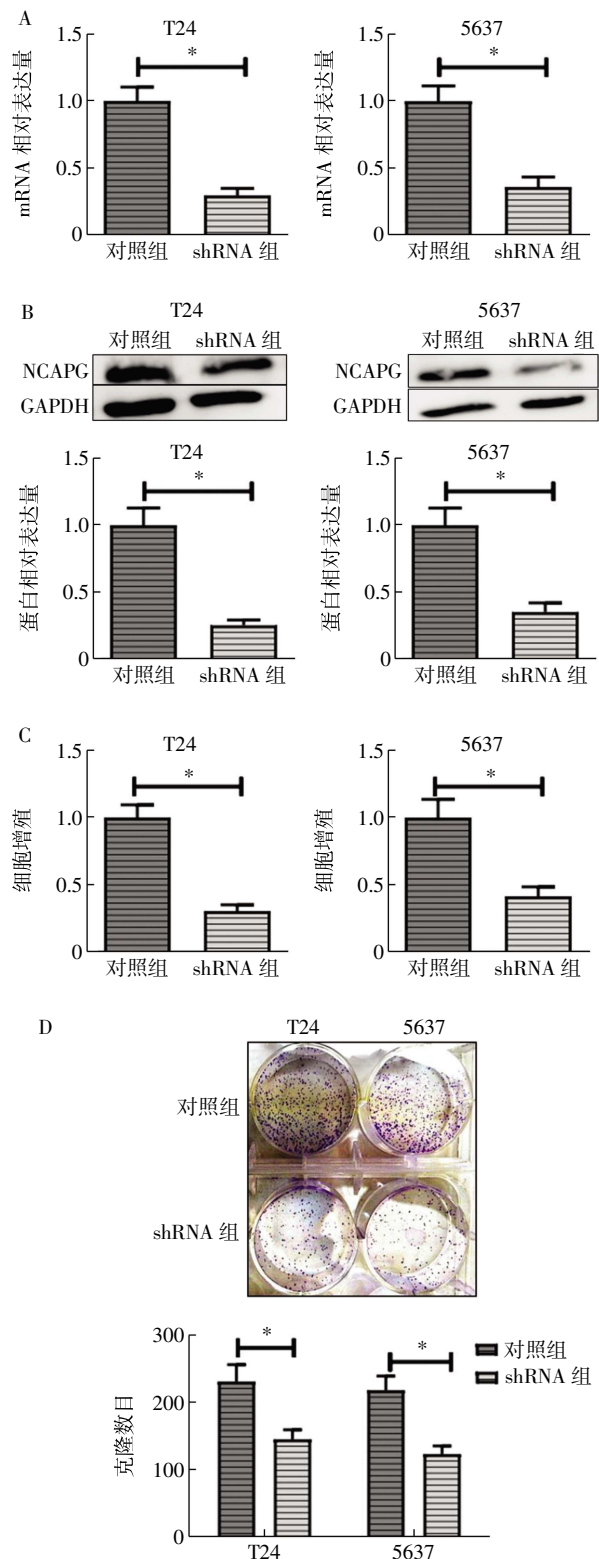 A
T24
5637
1.5
1.0
0.5
0
mRNA 相对表达量
*
对照组 shRNA 组
1.5
1.0
0.5
0
mRNA 相对表达量
*
对照组 shRNA 组
B
T24
5637
对照组 shRNA 组
NCAPG
GAPDH
对照组 shRNA 组
NCAPG
GAPDH
T24
5637
1.5
1.0
0.5
0
蛋白相对表达量
*
对照组 shRNA 组
1.5
1.0
0.5
0
蛋白相对表达量
*
对照组 shRNA 组
C
T24
5637
1.5
1.0
0.5
0
细胞增殖
*
对照组 shRNA 组
1.5
1.0
0.5
0
细胞增殖
*
对照组 shRNA 组
D
T24 5637
对照组
shRNA 组
300
200
100
0
克隆数目
*
*
对照组
shRNA 组
T24 5637